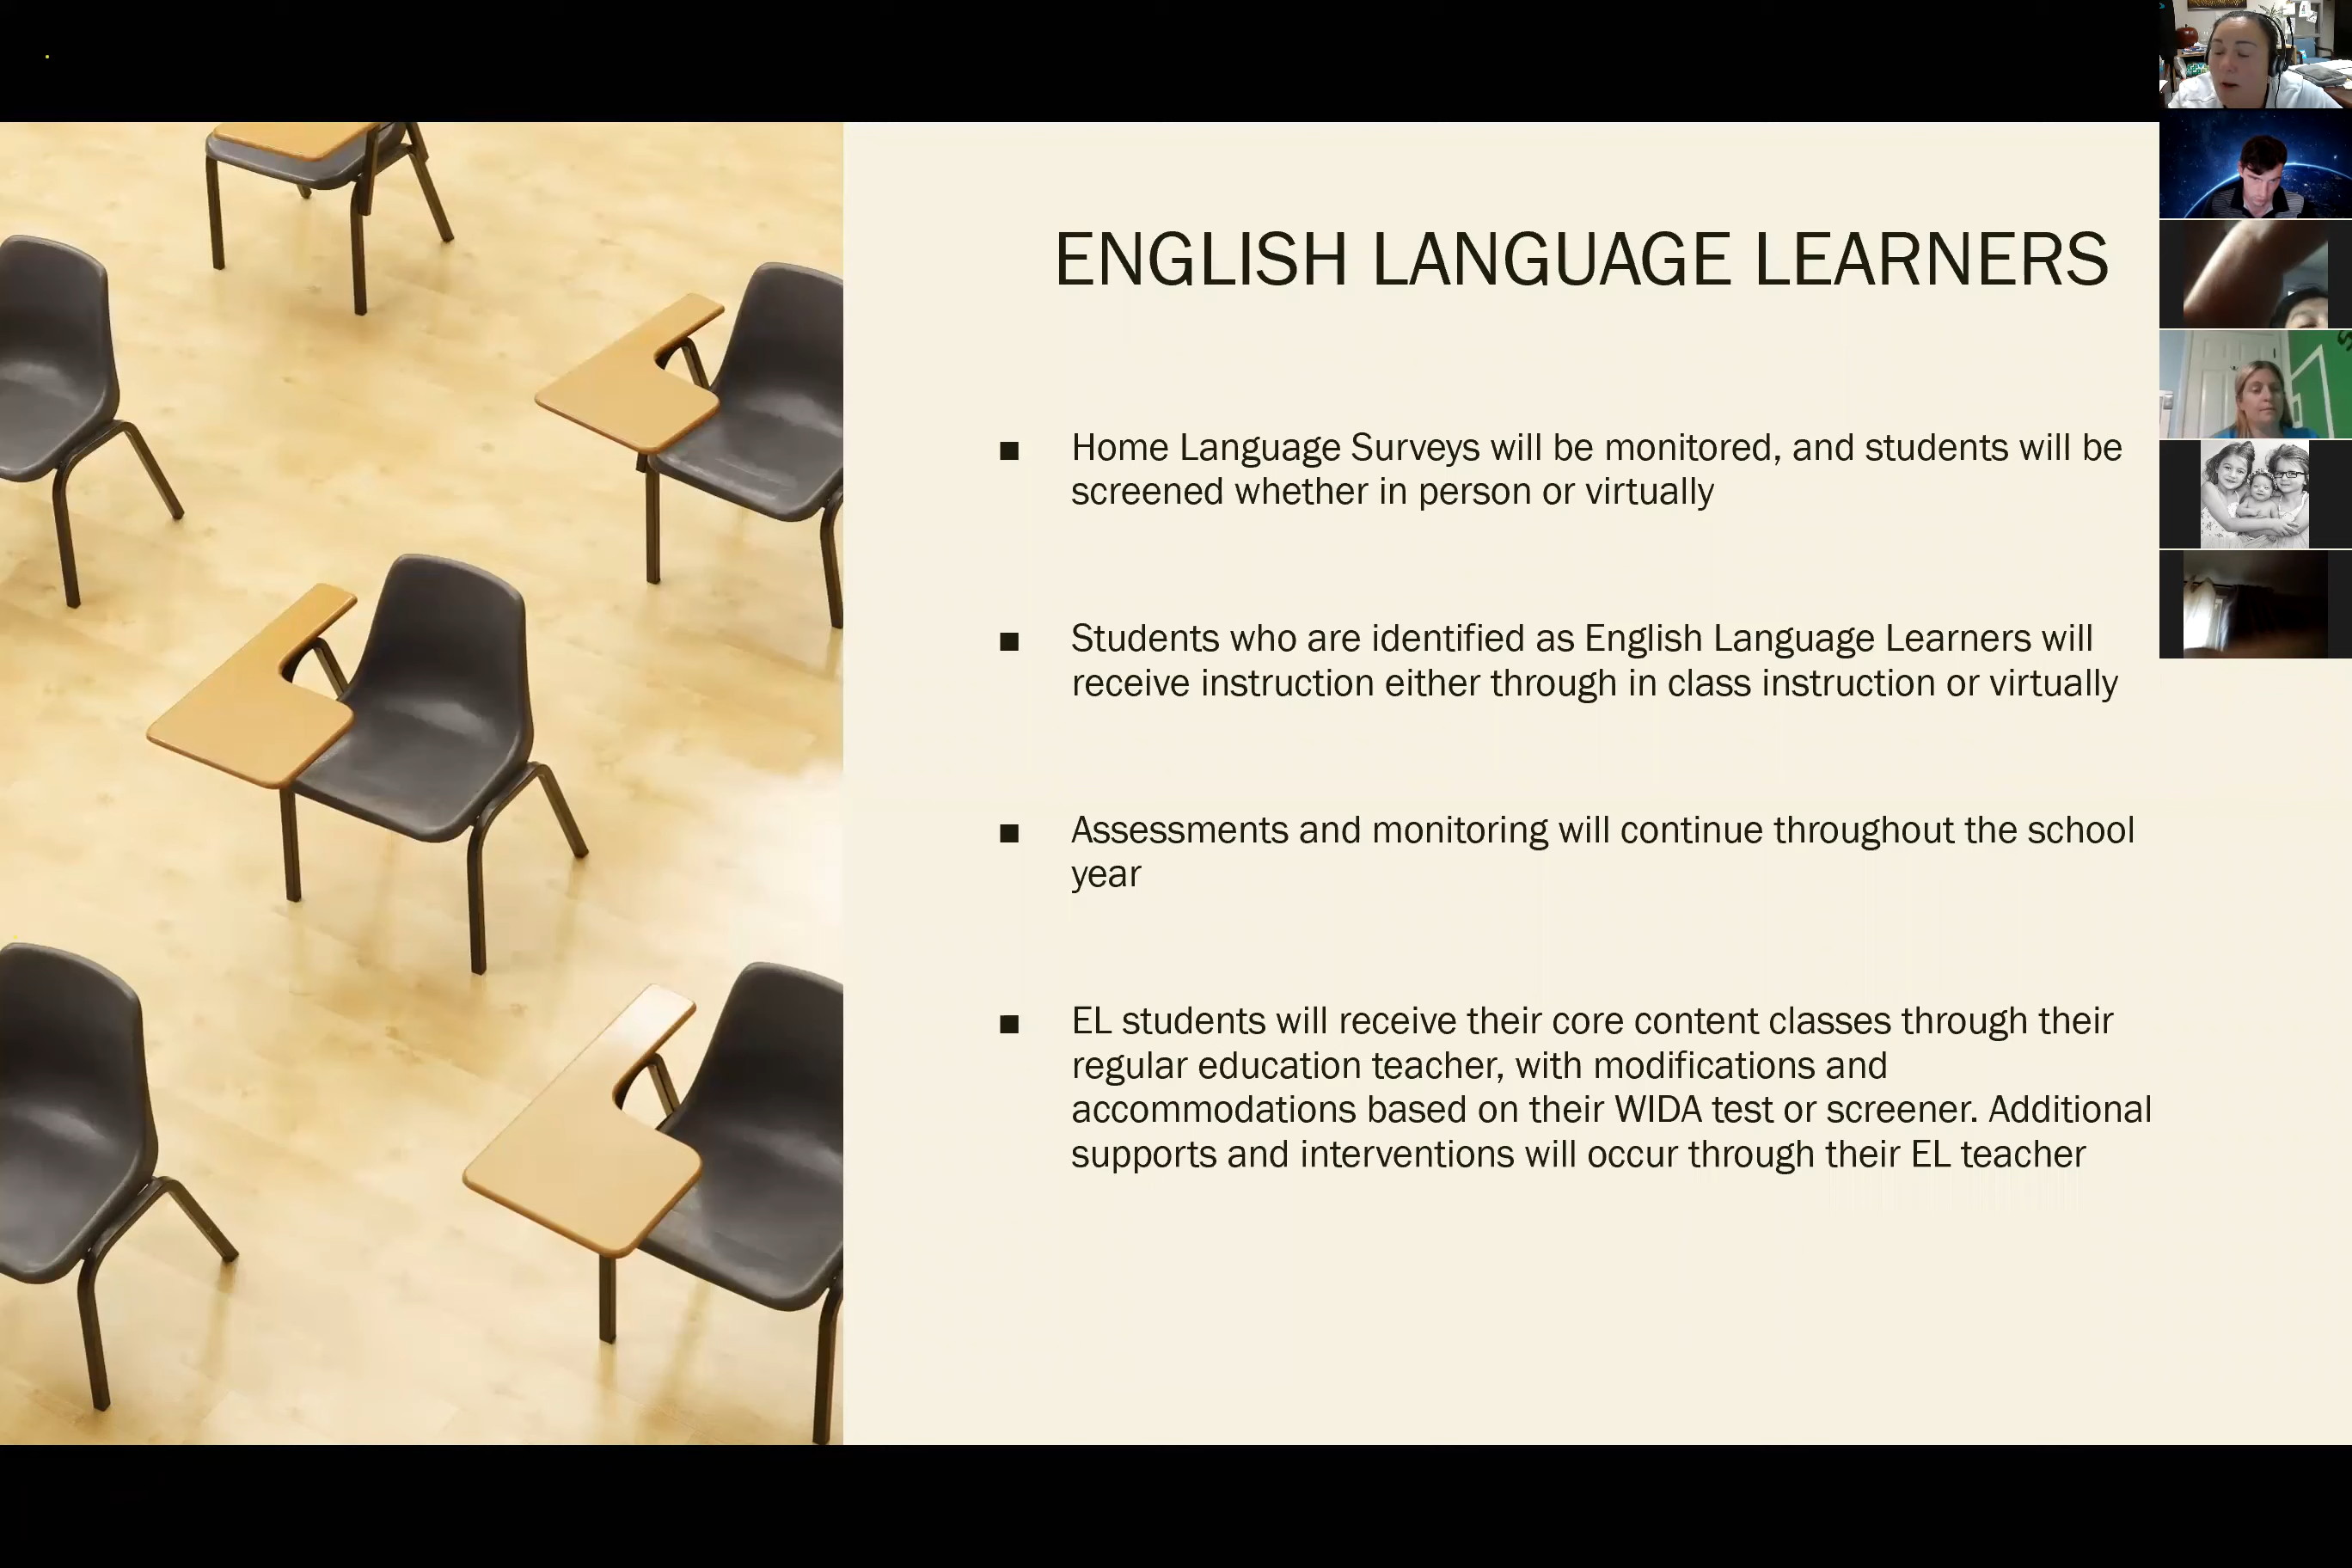 ENGLISH LANGUAGE LEARNERS
■ Home Language Surveys will be monitored, and students will be
screened whether in person or virtually
■ Students who are identified as English Language Learners will
receive instruction either through in class instruction or virtually
■ Assessments and monitoring will continue throughout the school
year
■ EL students will receive their core content classes through their
regular education teacher, with modifications and
accommodations based on their WIDA test or screener. Additional
supports and interventions will occur through their EL teacher